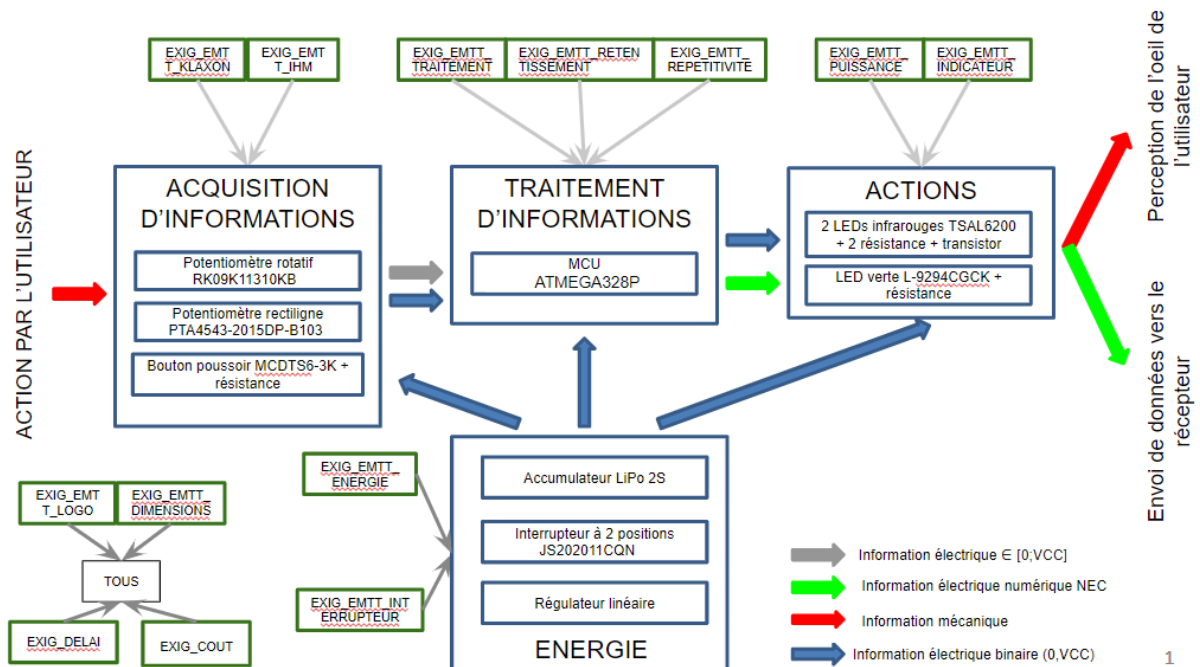 EXIG_EMT
T_KLAXON
EXIG_EMT
T_IHM
EXIG_EMTT_
TRAITEMENT
EXIG_EMTT_RETEN
TISSEMENT
EXIG_EMTT_
REPETITIVITE
EXIG_EMTT_
PUISSANCE
EXIG_EMTT_
INDICATEUR
Perception de l'oeil de
l'utilisateur
ACTION PAR L'UTILISATEUR
ACQUISITION
D'INFORMATIONS
Potentiomètre rotatif
RK09K11310KB
Potentiomètre rectiligne
PTA4543-2015DP-B103
Bouton poussoir MCDTS6-3K +
résistance
TRAITEMENT
D'INFORMATIONS
MCU
ATMEGA328P
ACTIONS
2 LEDs infrarouges TSAL6200
+ 2 résistance + transistor
LED verte L-9294CGCK +
résistance
Envoi de données vers le
récepteur
EXIG_EMTT_
ENERGIE
EXIG_EMTT_INT
ERRUPTEUR
Accumulateur LiPo 2S
Interrupteur à 2 positions
JS202011CQN
Régulateur linéaire
ENERGIE
EXIG_EMT
T_LOGO
EXIG_EMTT_
DIMENSIONS
TOUS
EXIG_DELAI
EXIG_COUT
Information électrique ∈ [0;VCC]
Information électrique numérique NEC
Information mécanique
Information électrique binaire (0,VCC)
1